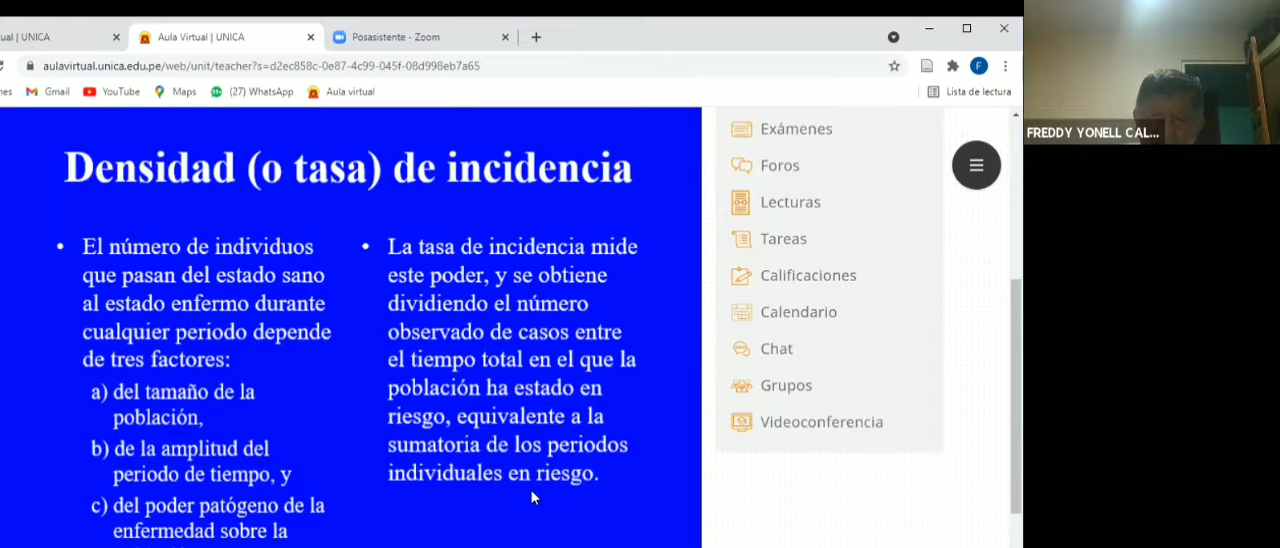 ual | UNICA
Aula Virtual | UNICA
Posasistente - Zoom
aulavirtual.unica.edu.pe/web/unit/teacher?s=d2ec858c-0e87-4c99-045f-08d998eb7a65
nes
Gmail
YouTube
Maps
(27) WhatsApp
Aula virtual
Lista de lectura
F
Densidad (o tasa) de incidencia
• El número de individuos
que pasan del estado sano
al estado enfermo durante
cualquier periodo depende
de tres factores:
a) del tamaño de la
población,
b) de la amplitud del
periodo de tiempo, y
c) del poder patógeno de la
enfermedad sobre la
• La tasa de incidencia mide
este poder, y se obtiene
dividiendo el número
observado de casos entre
el tiempo total en el que la
población ha estado en
riesgo, equivalente a la
sumatoria de los periodos
individuales en riesgo.
Exámenes
Foros
Lecturas
Tareas
Calificaciones
Calendario
Chat
Grupos
Videoconferencia
FREDDY YONELL CAL...